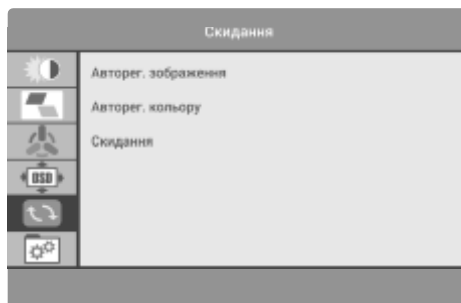 Скидання
Авторег. зображення
Авторег. кольору
Скидання
OSD